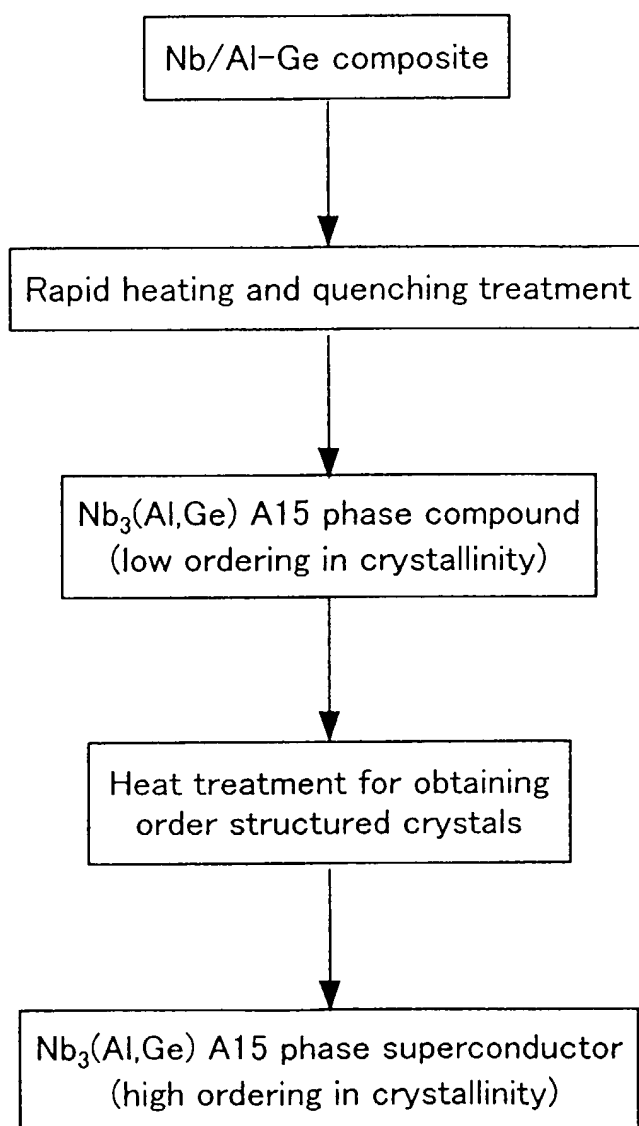 Nb/Al-Ge composite
Rapid heating and quenching treatment
Nb₃(Al,Ge) A15 phase compound
(low ordering in crystallinity)
Heat treatment for obtaining
order structured crystals
Nb₃(Al,Ge) A15 phase superconductor
(high ordering in crystallinity)